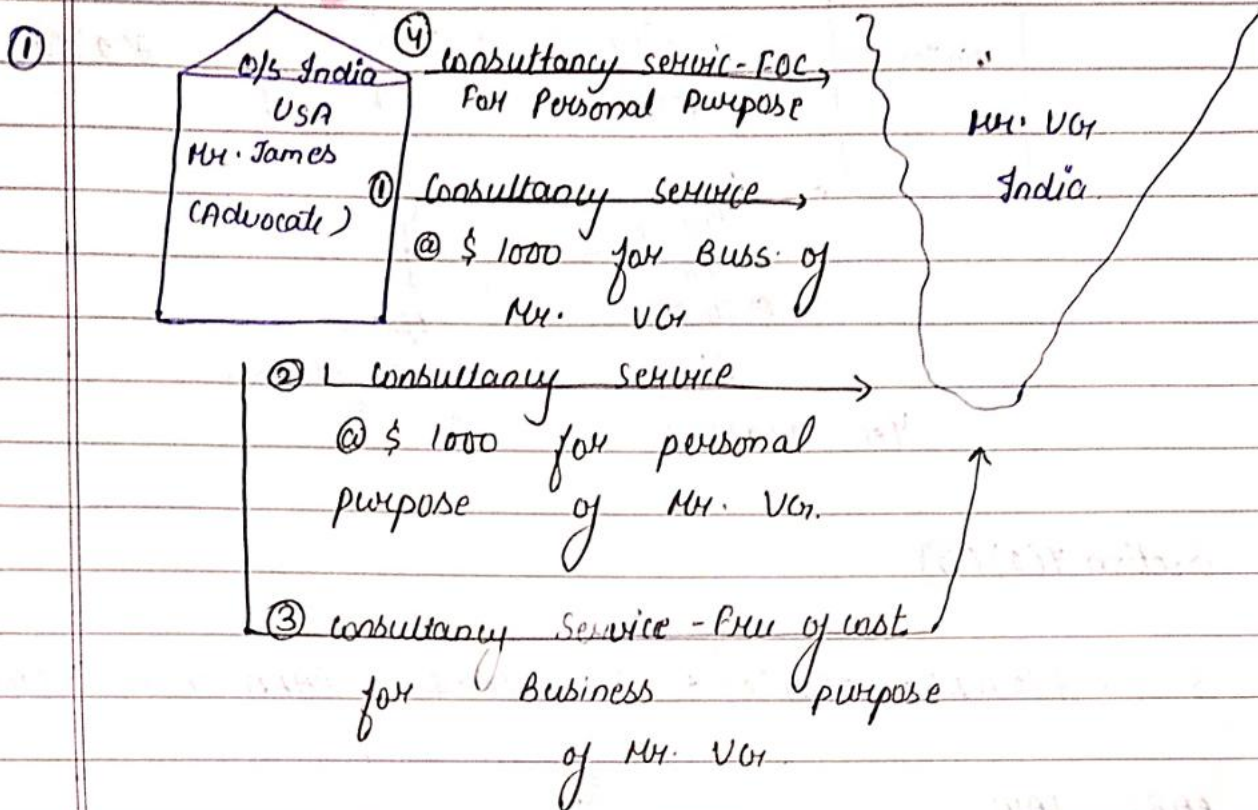 ①
O/S India
USA
Mr. James
(Advocate)
④ Consultancy servic - FOC
For Personal Purpose
Mr. VG
India
① Consultancy service
@ $ 1000 for Buss. of
Mr. VG
② Consultancy service
@ $ 1000 for personal
purpose of Mr. VG.
③ Consultancy Service - Free of cost
for Business purpose
of Mr. VG